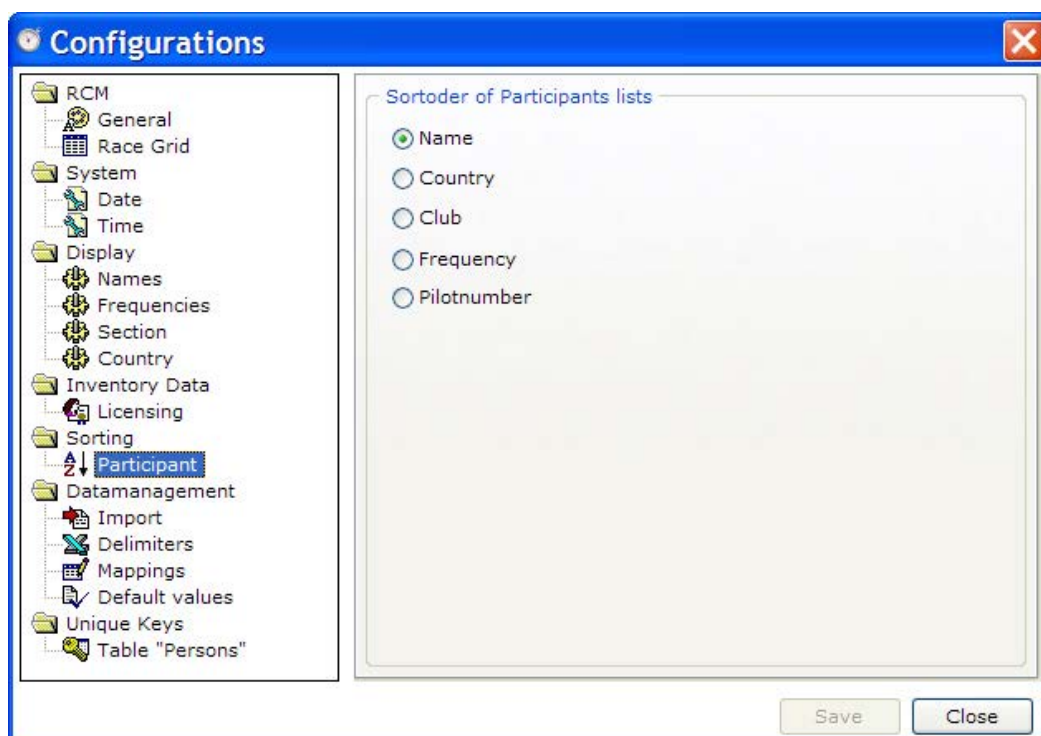 Configurations
RCM
General
Race Grid
System
Date
Time
Display
Names
Frequencies
Section
Country
Inventory Data
Licensing
Sorting
Participant
Datamanagement
Import
Delimiters
Mappings
Default values
Unique Keys
Table "Persons"
Sortoder of Participants lists
Name
Country
Club
Frequency
Pilotnumber
Save
Close